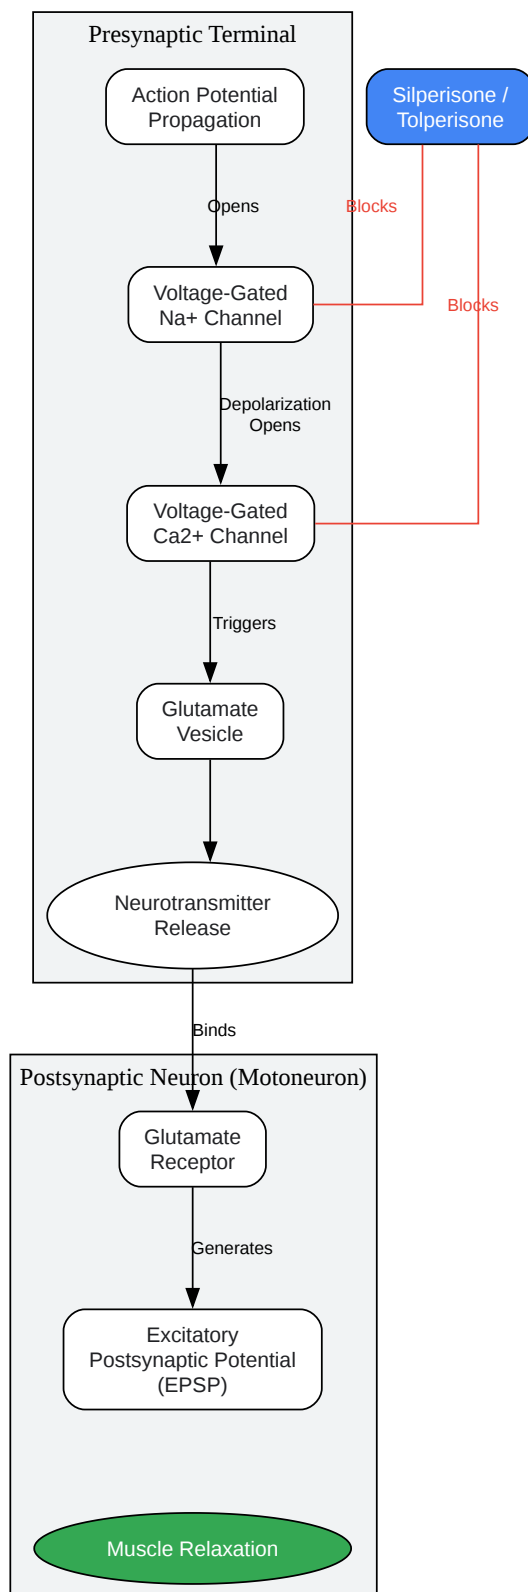 Presynaptic Terminal
Action Potential
Propagation
Silperisone /
Tolperisone
Opens
Blocks
Voltage-Gated
Na+ Channel
Blocks
Depolarization
Opens
Voltage-Gated
Ca2+ Channel
Triggers
Glutamate
Vesicle
Neurotransmitter
Release
Binds
Postsynaptic Neuron (Motoneuron)
Glutamate
Receptor
Generates
Excitatory
Postsynaptic Potential
(EPSP)
Muscle Relaxation